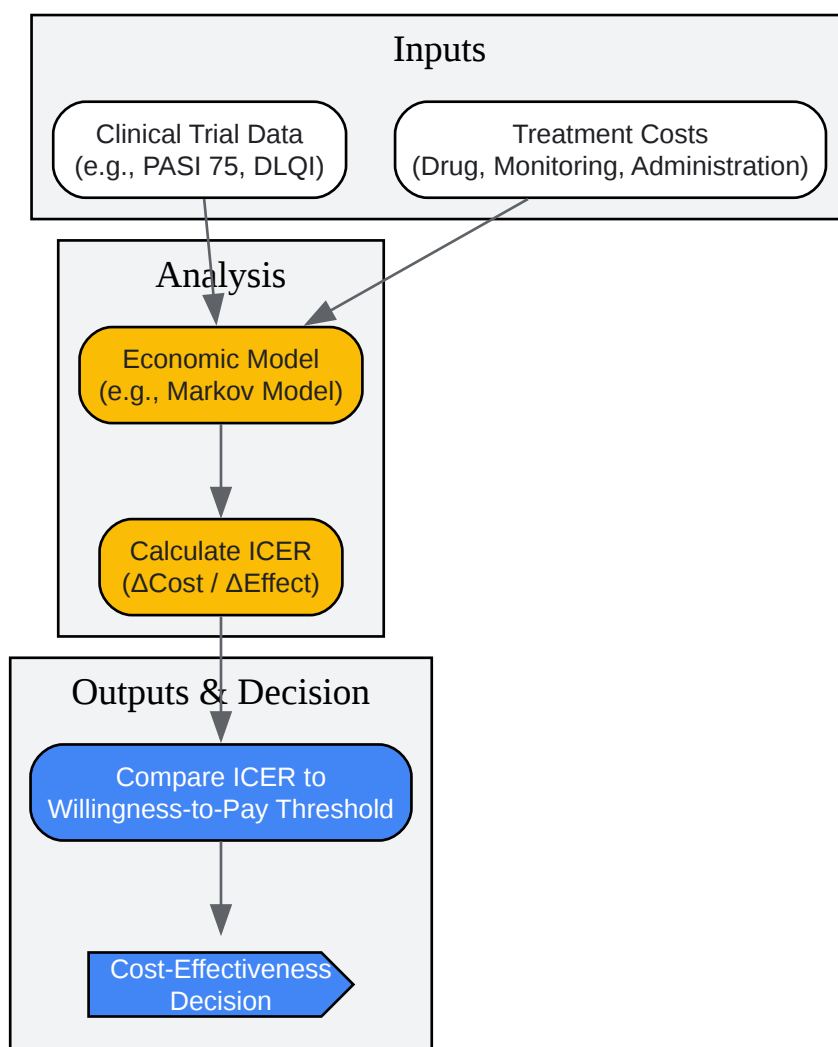 Inputs
Clinical Trial Data
(e.g., PASI 75, DLQI)
Treatment Costs
(Drug, Monitoring, Administration)
Analysis
Economic Model
(e.g., Markov Model)
Calculate ICER
(ΔCost / ΔEffect)
Outputs & Decision
Compare ICER to
Willingness-to-Pay Threshold
Cost-Effectiveness
Decision